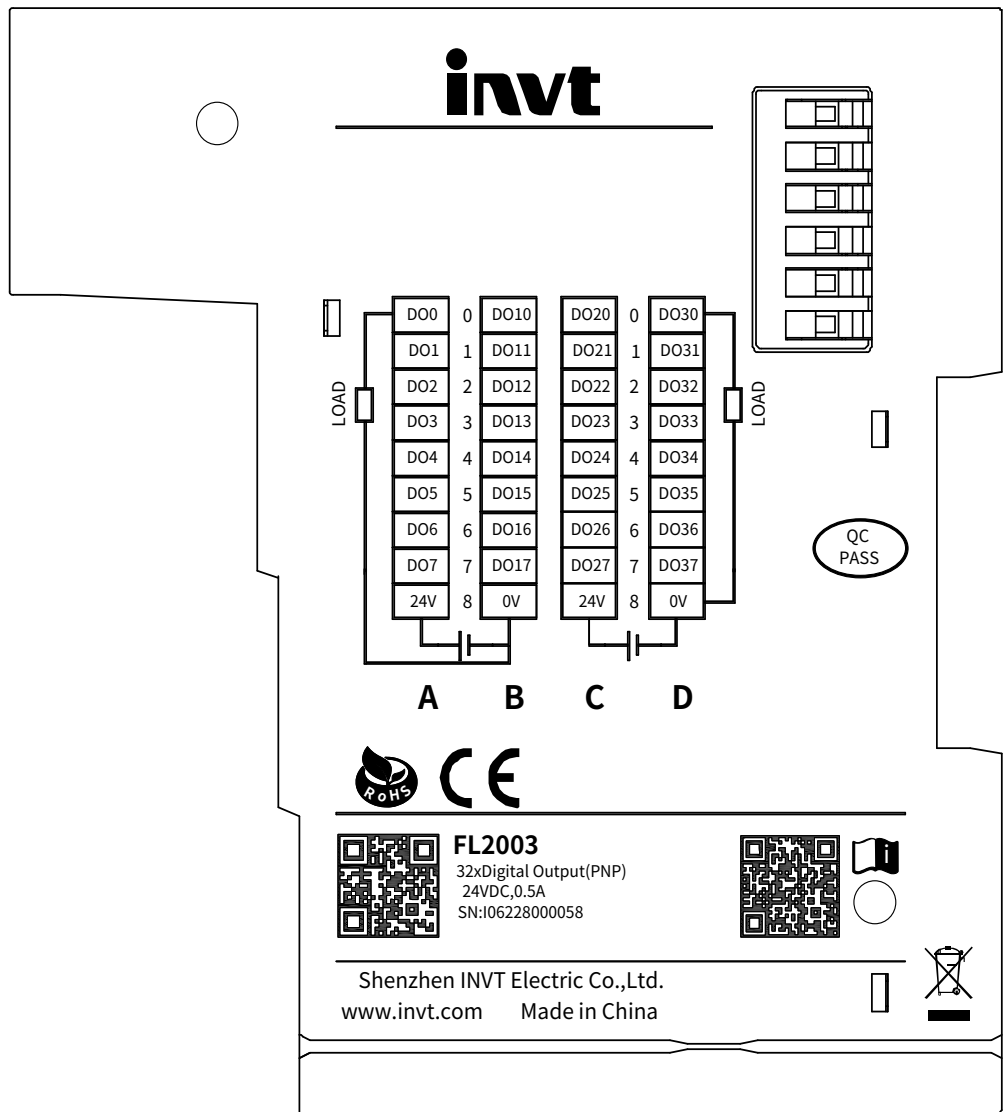 invt
DO0 0 DO10 DO20 0 DO30
DO1 1 DO11 DO21 1 DO31
DO2 2 DO12 DO22 2 DO32
DO3 3 DO13 DO23 3 DO33
DO4 4 DO14 DO24 4 DO34
DO5 5 DO15 DO25 5 DO35
DO6 6 DO16 DO26 6 DO36
DO7 7 DO17 DO27 7 DO37
24V 8 0V 24V 8 0V
LOAD
LOAD
A B C D
QC
PASS
RoHS
CE
FL2003
32xDigital Output(PNP)
24VDC,0.5A
SN:I06228000058
i
Shenzhen INVT Electric Co.,Ltd.
www.invt.com Made in China